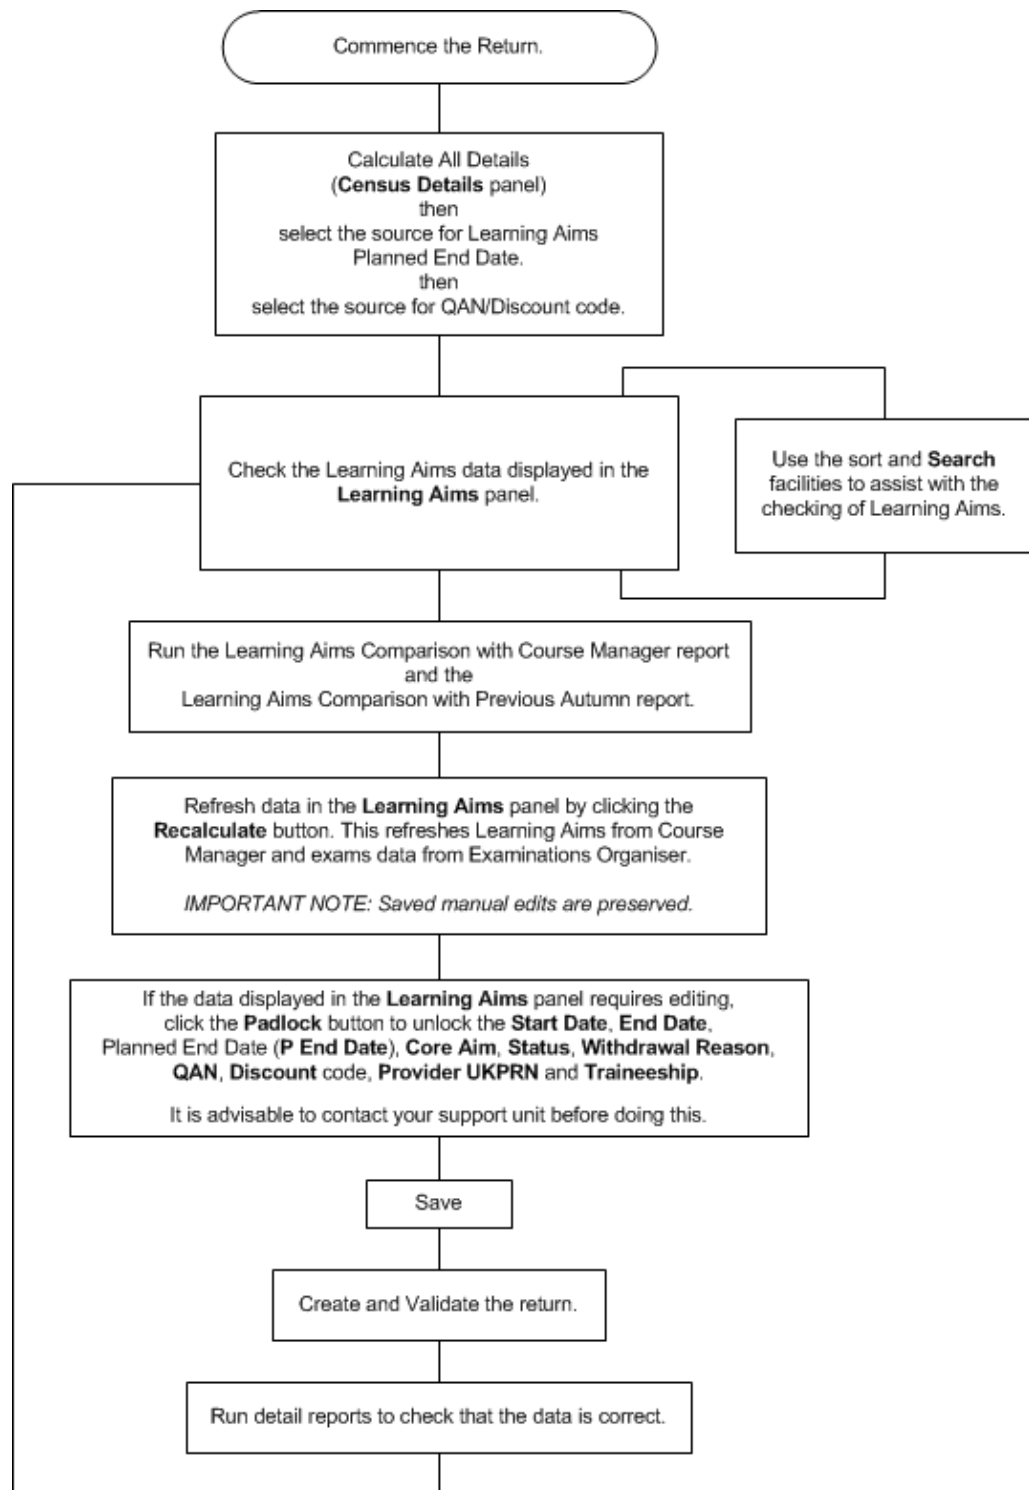 Commence the Return.
Calculate All Details
(Census Details panel)
then
select the source for Learning Aims
Planned End Date.
then
select the source for QAN/Discount code.
Check the Learning Aims data displayed in the
Learning Aims panel.
Use the sort and Search
facilities to assist with the
checking of Learning Aims.
Run the Learning Aims Comparison with Course Manager report
and the
Learning Aims Comparison with Previous Autumn report.
Refresh data in the Learning Aims panel by clicking the
Recalculate button. This refreshes Learning Aims from Course
Manager and exams data from Examinations Organiser.
IMPORTANT NOTE: Saved manual edits are preserved.
If the data displayed in the Learning Aims panel requires editing,
click the Padlock button to unlock the Start Date, End Date,
Planned End Date (P End Date), Core Aim, Status, Withdrawal Reason,
QAN, Discount code, Provider UKPRN and Traineeship.
It is advisable to contact your support unit before doing this.
Save
Create and Validate the return.
Run detail reports to check that the data is correct.